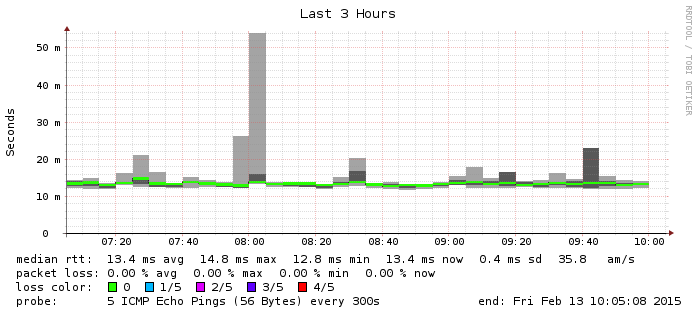 Last 3 Hours
RRDTOOL / TOBI OETIKER
Seconds
50 m
40 m
30 m
20 m
10 m
0
07:20 07:40 08:00 08:20 08:40 09:00 09:20 09:40 10:00
median rtt: 13.4 ms avg 14.8 ms max 12.8 ms min 13.4 ms now 0.4 ms sd 35.8 am/s
packet loss: 0.00 % avg 0.00 % max 0.00 % min 0.00 % now
loss color: 0 1/5 2/5 3/5 4/5
probe: 5 ICMP Echo Pings (56 Bytes) every 300s end: Fri Feb 13 10:05:08 2015